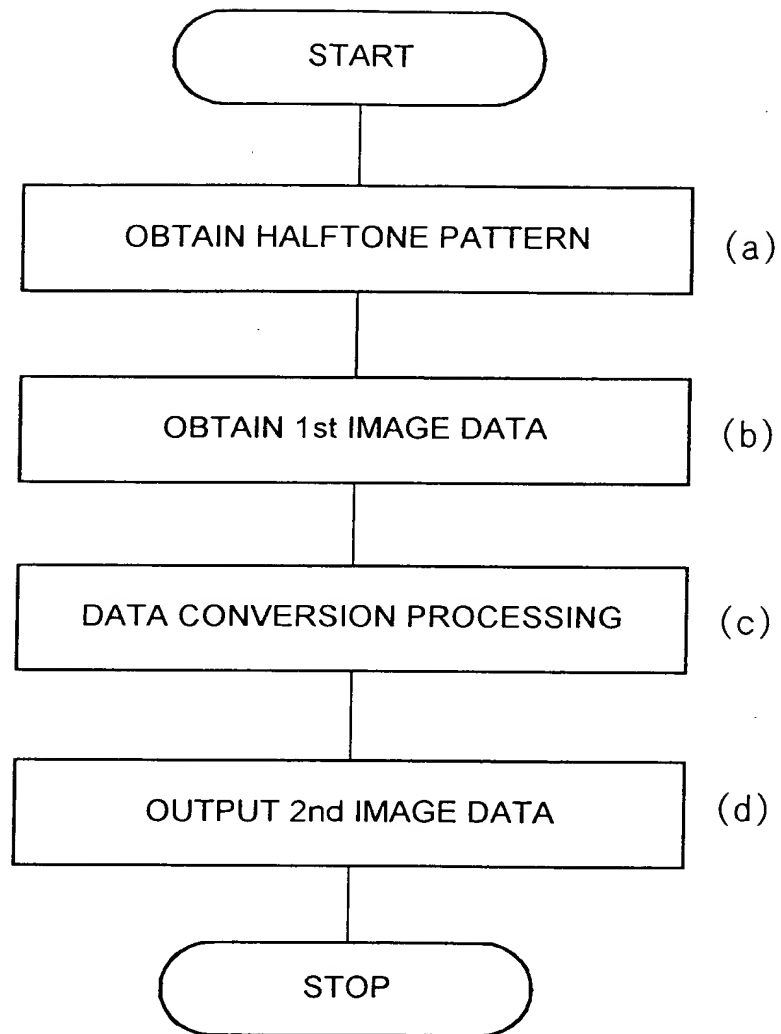 START
OBTAIN HALFTONE PATTERN (a)
OBTAIN 1st IMAGE DATA (b)
DATA CONVERSION PROCESSING (c)
OUTPUT 2nd IMAGE DATA (d)
STOP